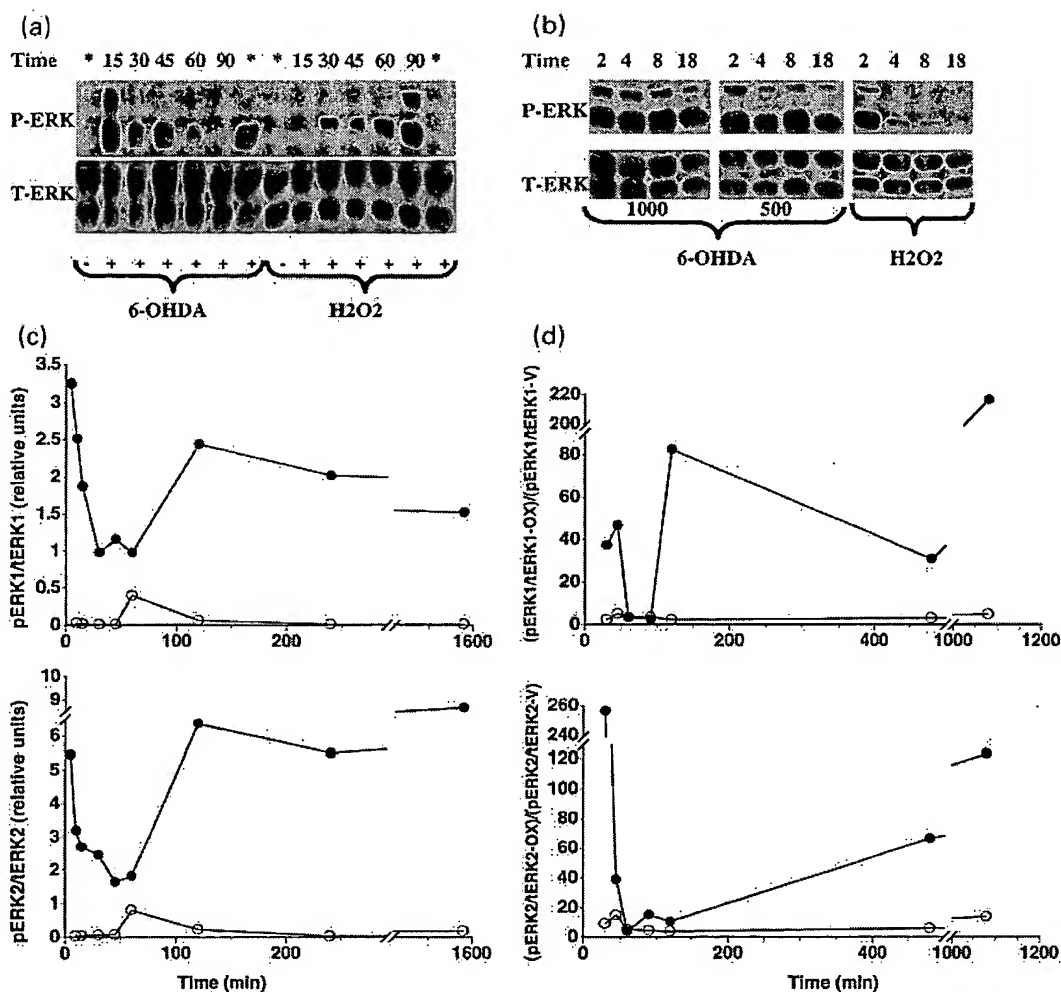 (a)
Time * 15 30 45 60 90 * * 15 30 45 60 90 *
P-ERK
T-ERK
- + + + + + + - + + + + + +
6-OHDA H2O2
(b)
Time 2 4 8 18 2 4 8 18 2 4 8 18
P-ERK
T-ERK
1000 500
6-OHDA H2O2
(c)
pERK1/tERK1 (relative units)
3.5
3
2.5
2
1.5
1
0.5
0
0 100 200 1600
pERK2/tERK2 (relative units)
10
9
8
6
5
4
3
2
1
0
0 100 200 1600
Time (min)
(d)
(pERK1/tERK1-OX)/(pERK1/tERK1-V)
220
200
80
60
40
20
0
0 200 400 1000 1200
(pERK2/tERK2-OX)/(pERK2/tERK2-V)
260
240
120
100
80
60
40
20
0
0 200 400 1000 1200
Time (min)